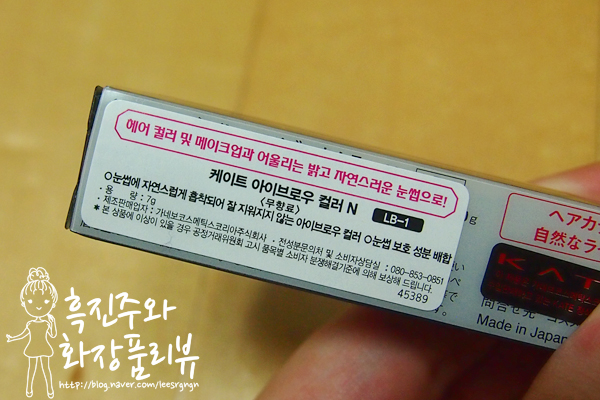 헤어 컬러 및 메이크업과 어울리는 밝고 자연스러운 눈썹으로!
케이트 아이브로우 컬러 N
<무향료> LB-1
○눈썹에 자연스럽게 흡착되어 잘 지워지지 않는 아이브로우 컬러 ○눈썹 보호 성분 배합
· 용 량 : 7g
· 제조판매업자 : 가네보코스메틱스코리아주식회사 · 전성분문의처 및 소비자상담실 : 080-853-0851
* 본 상품에 이상이 있을 경우 공정거래위원회 고시 품목별 소비자 분쟁해결기준에 의해 보상해 드립니다.
45389
ヘアカ
自然なラ
KAT
Made in Japan
흑진주와
화장품리뷰
http://blog.naver.com/leesrgngn